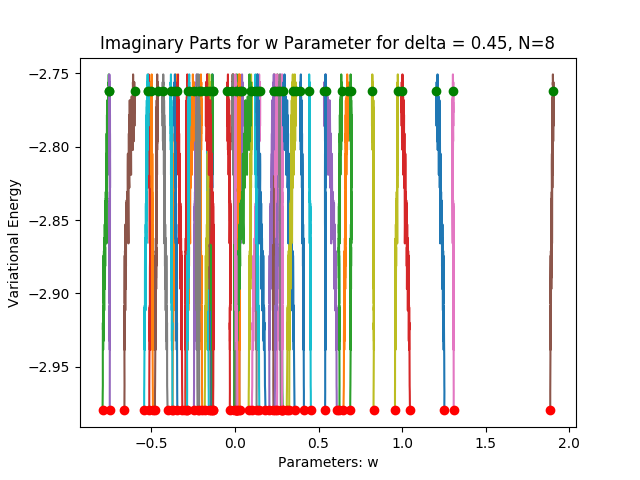 Imaginary Parts for w Parameter for delta = 0.45, N=8
−2.75
−2.80
−2.85
−2.90
−2.95
Variational Energy
−0.5 0.0 0.5 1.0 1.5 2.0
Parameters: w